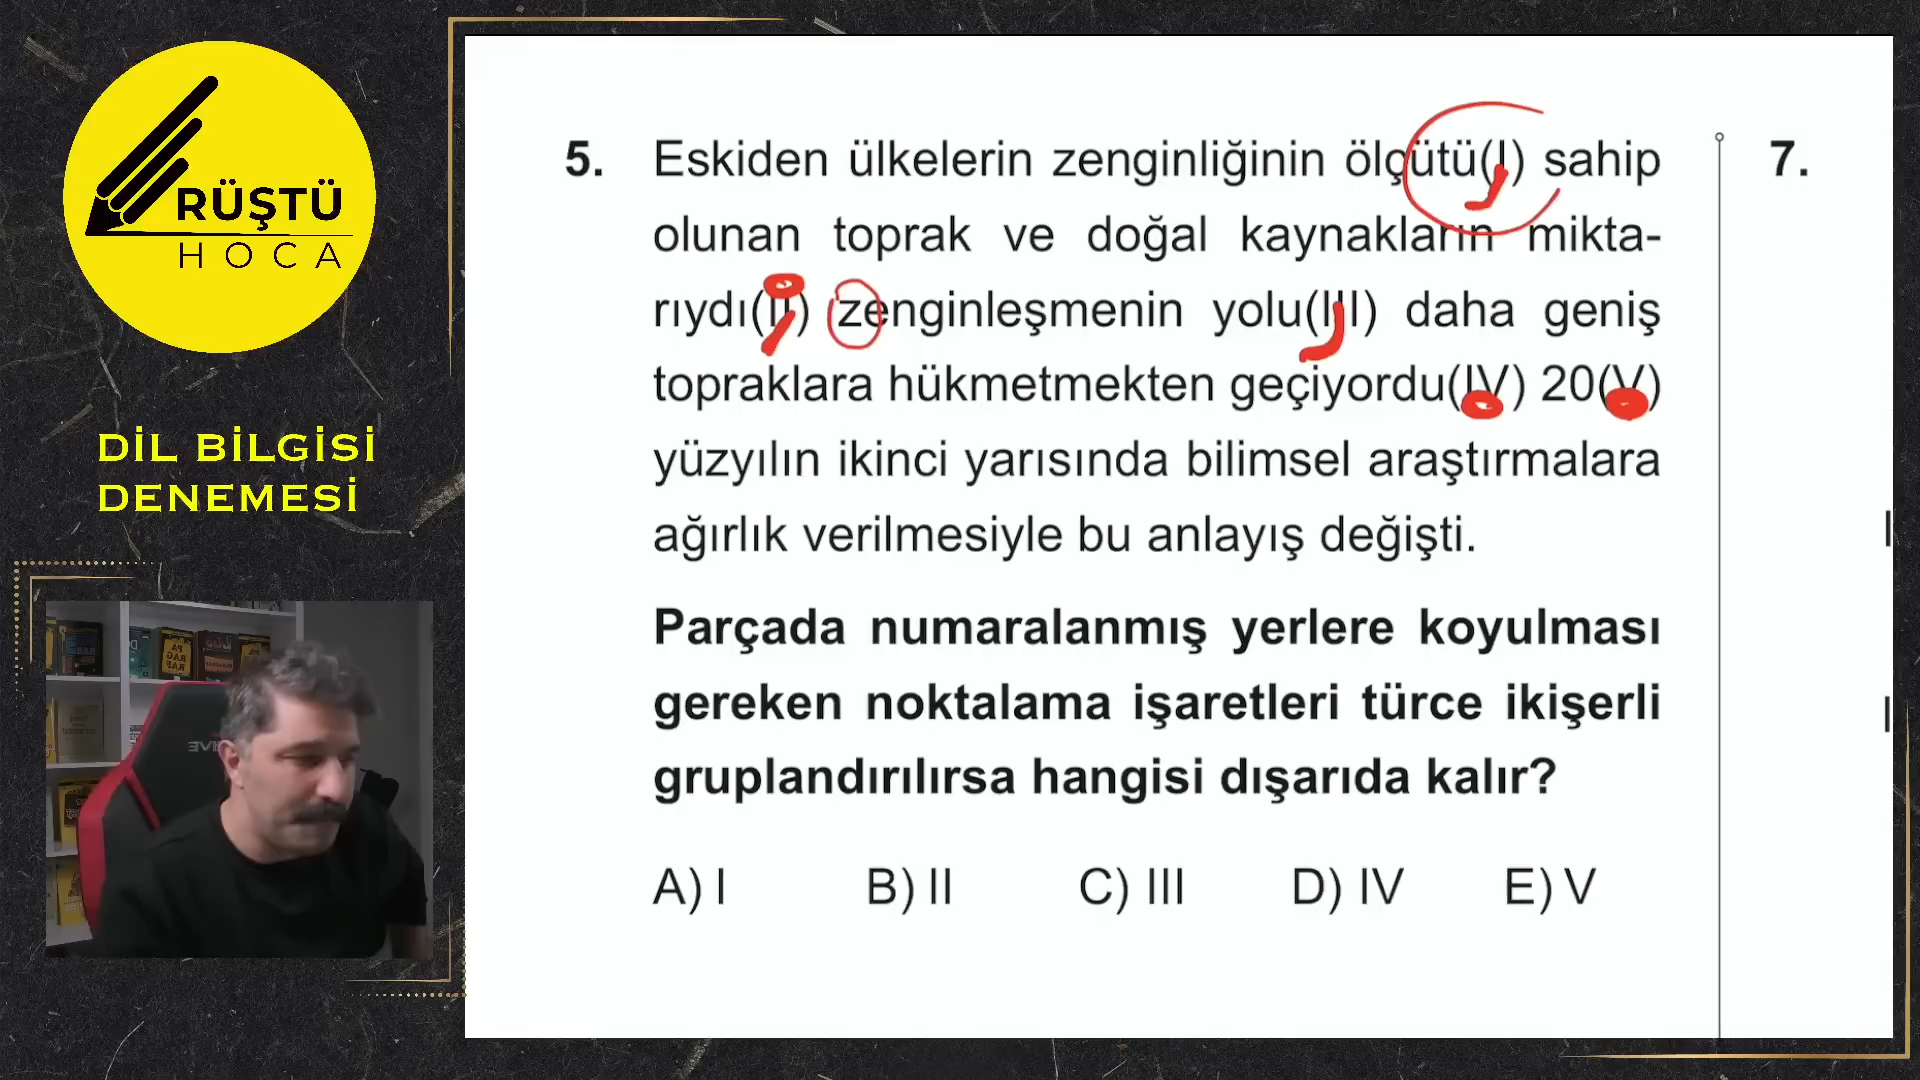 RÜŞTÜ
HOCA
DİL BİLGİSİ
DENEMESİ
5. Eskiden ülkelerin zenginliğinin ölçütü(I) sahip
olunan toprak ve doğal kaynakların mikta-
rıydı(II) zenginleşmenin yolu(III) daha geniş
topraklara hükmetmekten geçiyordu(IV) 20(V)
yüzyılın ikinci yarısında bilimsel araştırmalara
ağırlık verilmesiyle bu anlayış değişti.
Parçada numaralanmış yerlere koyulması
gereken noktalama işaretleri türce ikişerli
gruplandırılırsa hangisi dışarıda kalır?
A) I B) II C) III D) IV E) V
7.